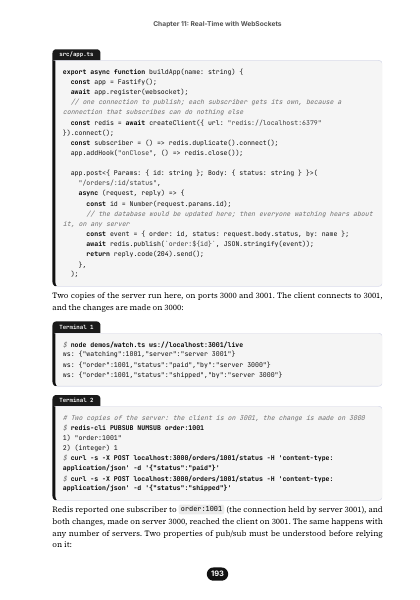 Chapter 11: Real-Time with WebSockets
src/app.ts
export async function buildApp(name: string) {
  const app = Fastify();
  await app.register(websocket);
  // one connection to publish; each subscriber gets its own, because a
connection that subscribes can do nothing else
  const redis = await createClient({ url: "redis://localhost:6379"
}).connect();
  const subscriber = () => redis.duplicate().connect();
  app.addHook("onClose", () => redis.close());

  app.post<{ Params: { id: string }; Body: { status: string } }>(
    "/orders/:id/status",
    async (request, reply) => {
      const id = Number(request.params.id);
      // the database would be updated here; then everyone watching hears about
it, on any server
      const event = { order: id, status: request.body.status, by: name };
      await redis.publish(`order:${id}`, JSON.stringify(event));
      return reply.code(204).send();
    },
  );
Two copies of the server run here, on ports 3000 and 3001. The client connects to 3001,
and the changes are made on 3000:
Terminal 1
$ node demos/watch.ts ws://localhost:3001/live
ws: {"watching":1001,"server":"server 3001"}
ws: {"order":1001,"status":"paid","by":"server 3000"}
ws: {"order":1001,"status":"shipped","by":"server 3000"}
Terminal 2
# Two copies of the server: the client is on 3001, the change is made on 3000
$ redis-cli PUBSUB NUMSUB order:1001
1) "order:1001"
2) (integer) 1
$ curl -s -X POST localhost:3000/orders/1001/status -H 'content-type:
application/json' -d '{"status":"paid"}'
$ curl -s -X POST localhost:3000/orders/1001/status -H 'content-type:
application/json' -d '{"status":"shipped"}'
Redis reported one subscriber to order:1001 (the connection held by server 3001), and
both changes, made on server 3000, reached the client on 3001. The same happens with
any number of servers. Two properties of pub/sub must be understood before relying
on it:
193